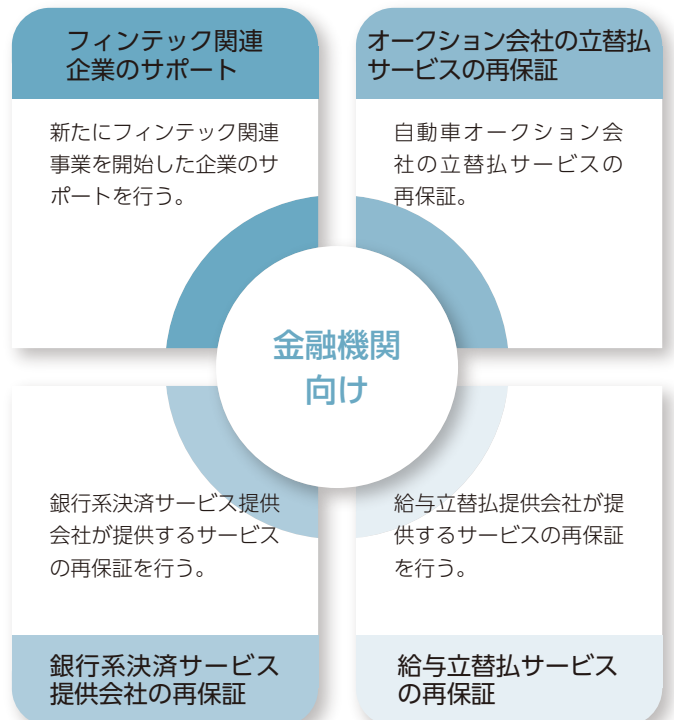 フィンテック関連
企業のサポート
新たにフィンテック関連
事業を開始した企業のサ
ポートを行う。
オークション会社の立替払
サービスの再保証
自動車オークション会
社の立替払サービスの
再保証。
金融機関
向け
銀行系決済サービス提供
会社が提供するサービス
の再保証を行う。
銀行系決済サービス
提供会社の再保証
給与立替払提供会社が提
供するサービスの再保証
を行う。
給与立替払サービス
の再保証